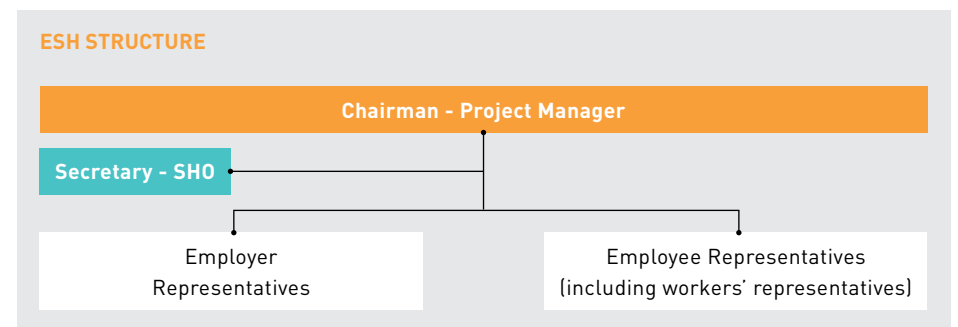 ESH STRUCTURE
Chairman - Project Manager
Secretary - SHO
Employer
Representatives
Employee Representatives
(including workers’ representatives)